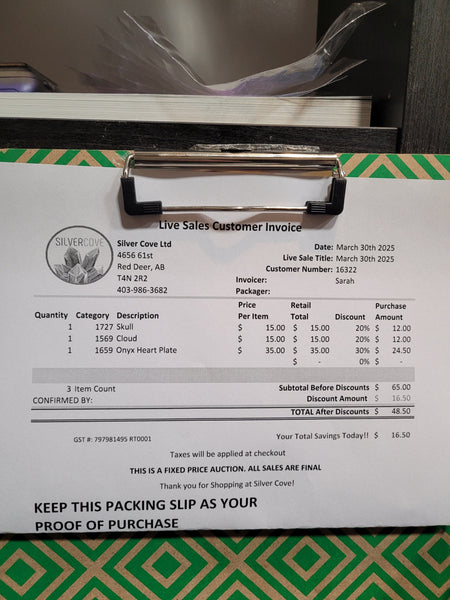 Live Sales Customer Invoice
SILVERCOVE
Silver Cove Ltd
4656 61st
Red Deer, AB
T4N 2R2
403-986-3682
Date: March 30th 2025
Live Sale Title: March 30th 2025
Customer Number: 16322
Invoicer: Sarah
Packager:
Quantity Category Description Price Per Item Retail Total Discount Purchase Amount
1 1727 Skull $ 15.00 $ 15.00 20% $ 12.00
1 1569 Cloud $ 15.00 $ 15.00 20% $ 12.00
1 1659 Onyx Heart Plate $ 35.00 $ 35.00 30% $ 24.50
$ - 0% $ -
3 Item Count Subtotal Before Discounts $ 65.00
CONFIRMED BY: Discount Amount $ 16.50
TOTAL After Discounts $ 48.50
GST #: 797981495 RT0001 Your Total Savings Today!! $ 16.50
Taxes will be applied at checkout
THIS IS A FIXED PRICE AUCTION. ALL SALES ARE FINAL
Thank you for Shopping at Silver Cove!
KEEP THIS PACKING SLIP AS YOUR
PROOF OF PURCHASE